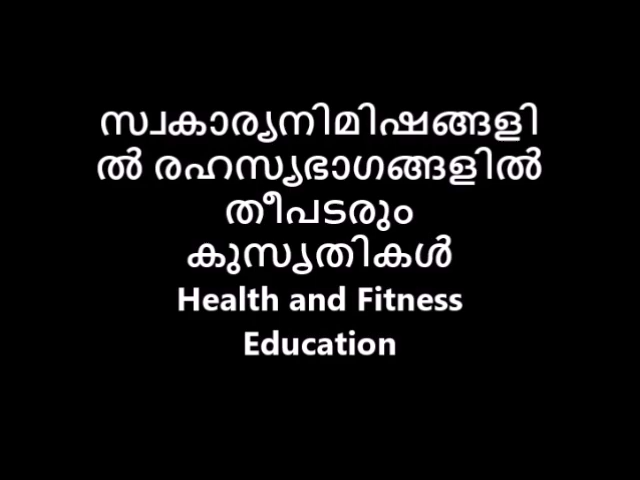 സ്വകാര്യനിമിഷങ്ങളി
ൽ രഹസ്യഭാഗങ്ങളിൽ
തീപടരും
കുസൃതികൾ
Health and Fitness
Education